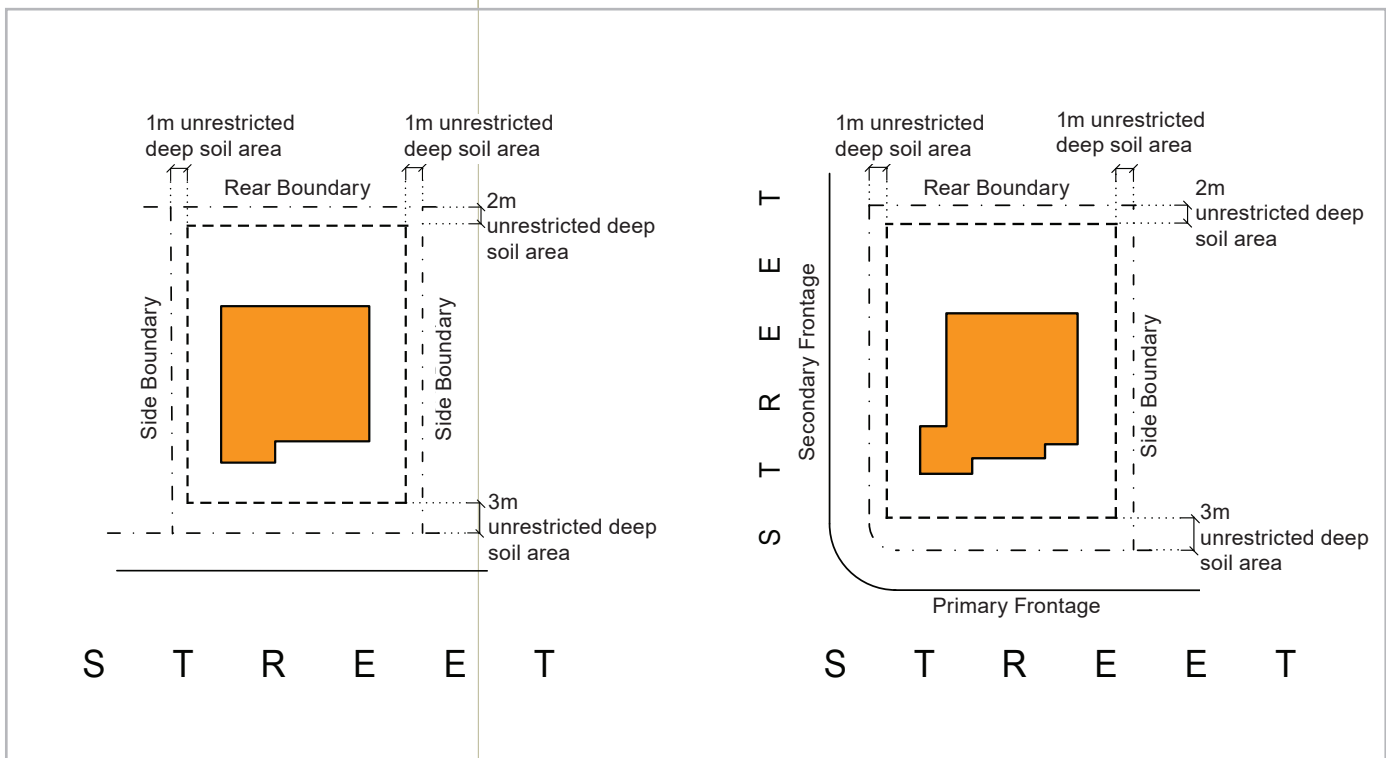 1m unrestricted
deep soil area
1m unrestricted
deep soil area
Rear Boundary
2m
unrestricted deep
soil area
Side Boundary
Side Boundary
3m
unrestricted deep
soil area
S T R E E T
1m unrestricted
deep soil area
1m unrestricted
deep soil area
Rear Boundary
2m
unrestricted deep
soil area
S T R E E T
Secondary Frontage
Side Boundary
3m
unrestricted deep
soil area
Primary Frontage
S T R E E T